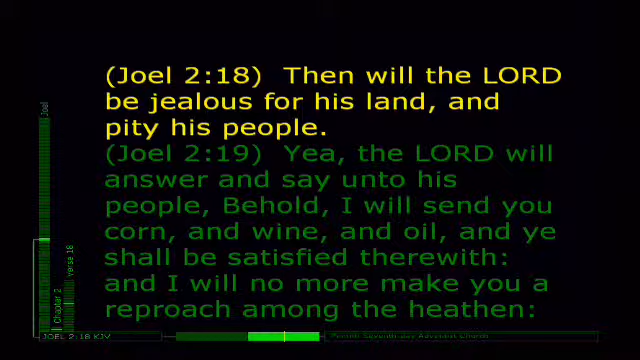 (Joel 2:18)  Then will the LORD
be jealous for his land, and
pity his people.
(Joel 2:19)  Yea, the LORD will
answer and say unto his
people, Behold, I will send you
corn, and wine, and oil, and ye
shall be satisfied therewith:
and I will no more make you a
reproach among the heathen:
Joel
Chapter 2
Verse 18
JOEL 2:18 KJV
Seventh-day Adventist Church